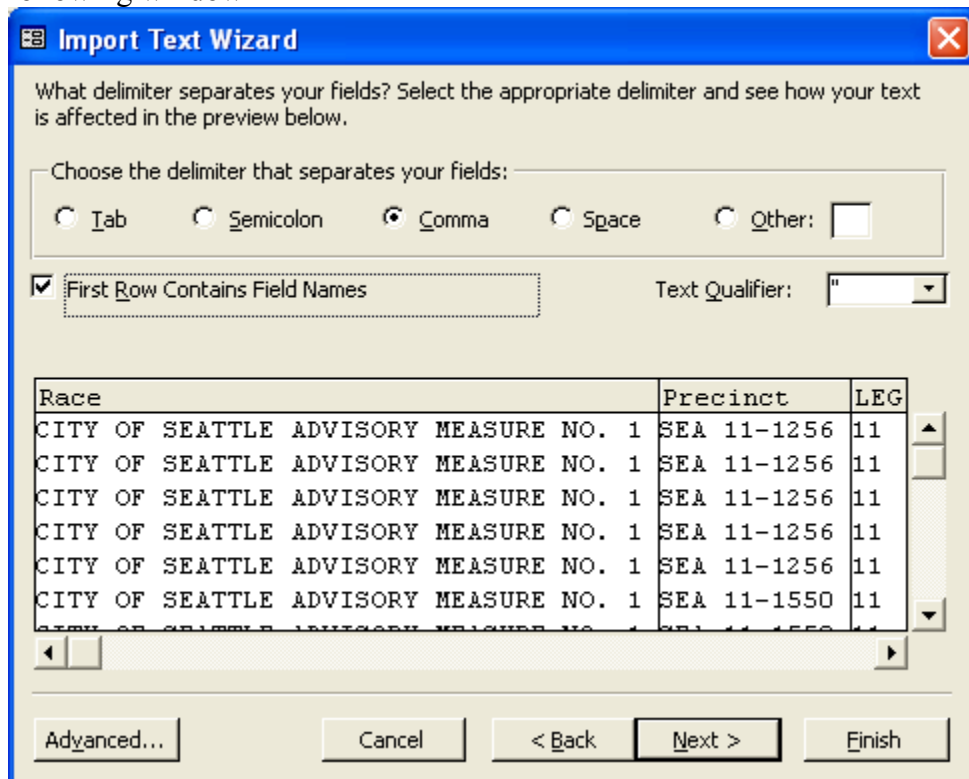 Import Text Wizard
What delimiter separates your fields? Select the appropriate delimiter and see how your text
is affected in the preview below.
Choose the delimiter that separates your fields:
Tab Semicolon Comma Space Other:
First Row Contains Field Names Text Qualifier: "
Race Precinct LEG
CITY OF SEATTLE ADVISORY MEASURE NO. 1 SEA 11-1256 11
CITY OF SEATTLE ADVISORY MEASURE NO. 1 SEA 11-1256 11
CITY OF SEATTLE ADVISORY MEASURE NO. 1 SEA 11-1256 11
CITY OF SEATTLE ADVISORY MEASURE NO. 1 SEA 11-1256 11
CITY OF SEATTLE ADVISORY MEASURE NO. 1 SEA 11-1256 11
CITY OF SEATTLE ADVISORY MEASURE NO. 1 SEA 11-1550 11
Advanced... Cancel < Back Next > Finish